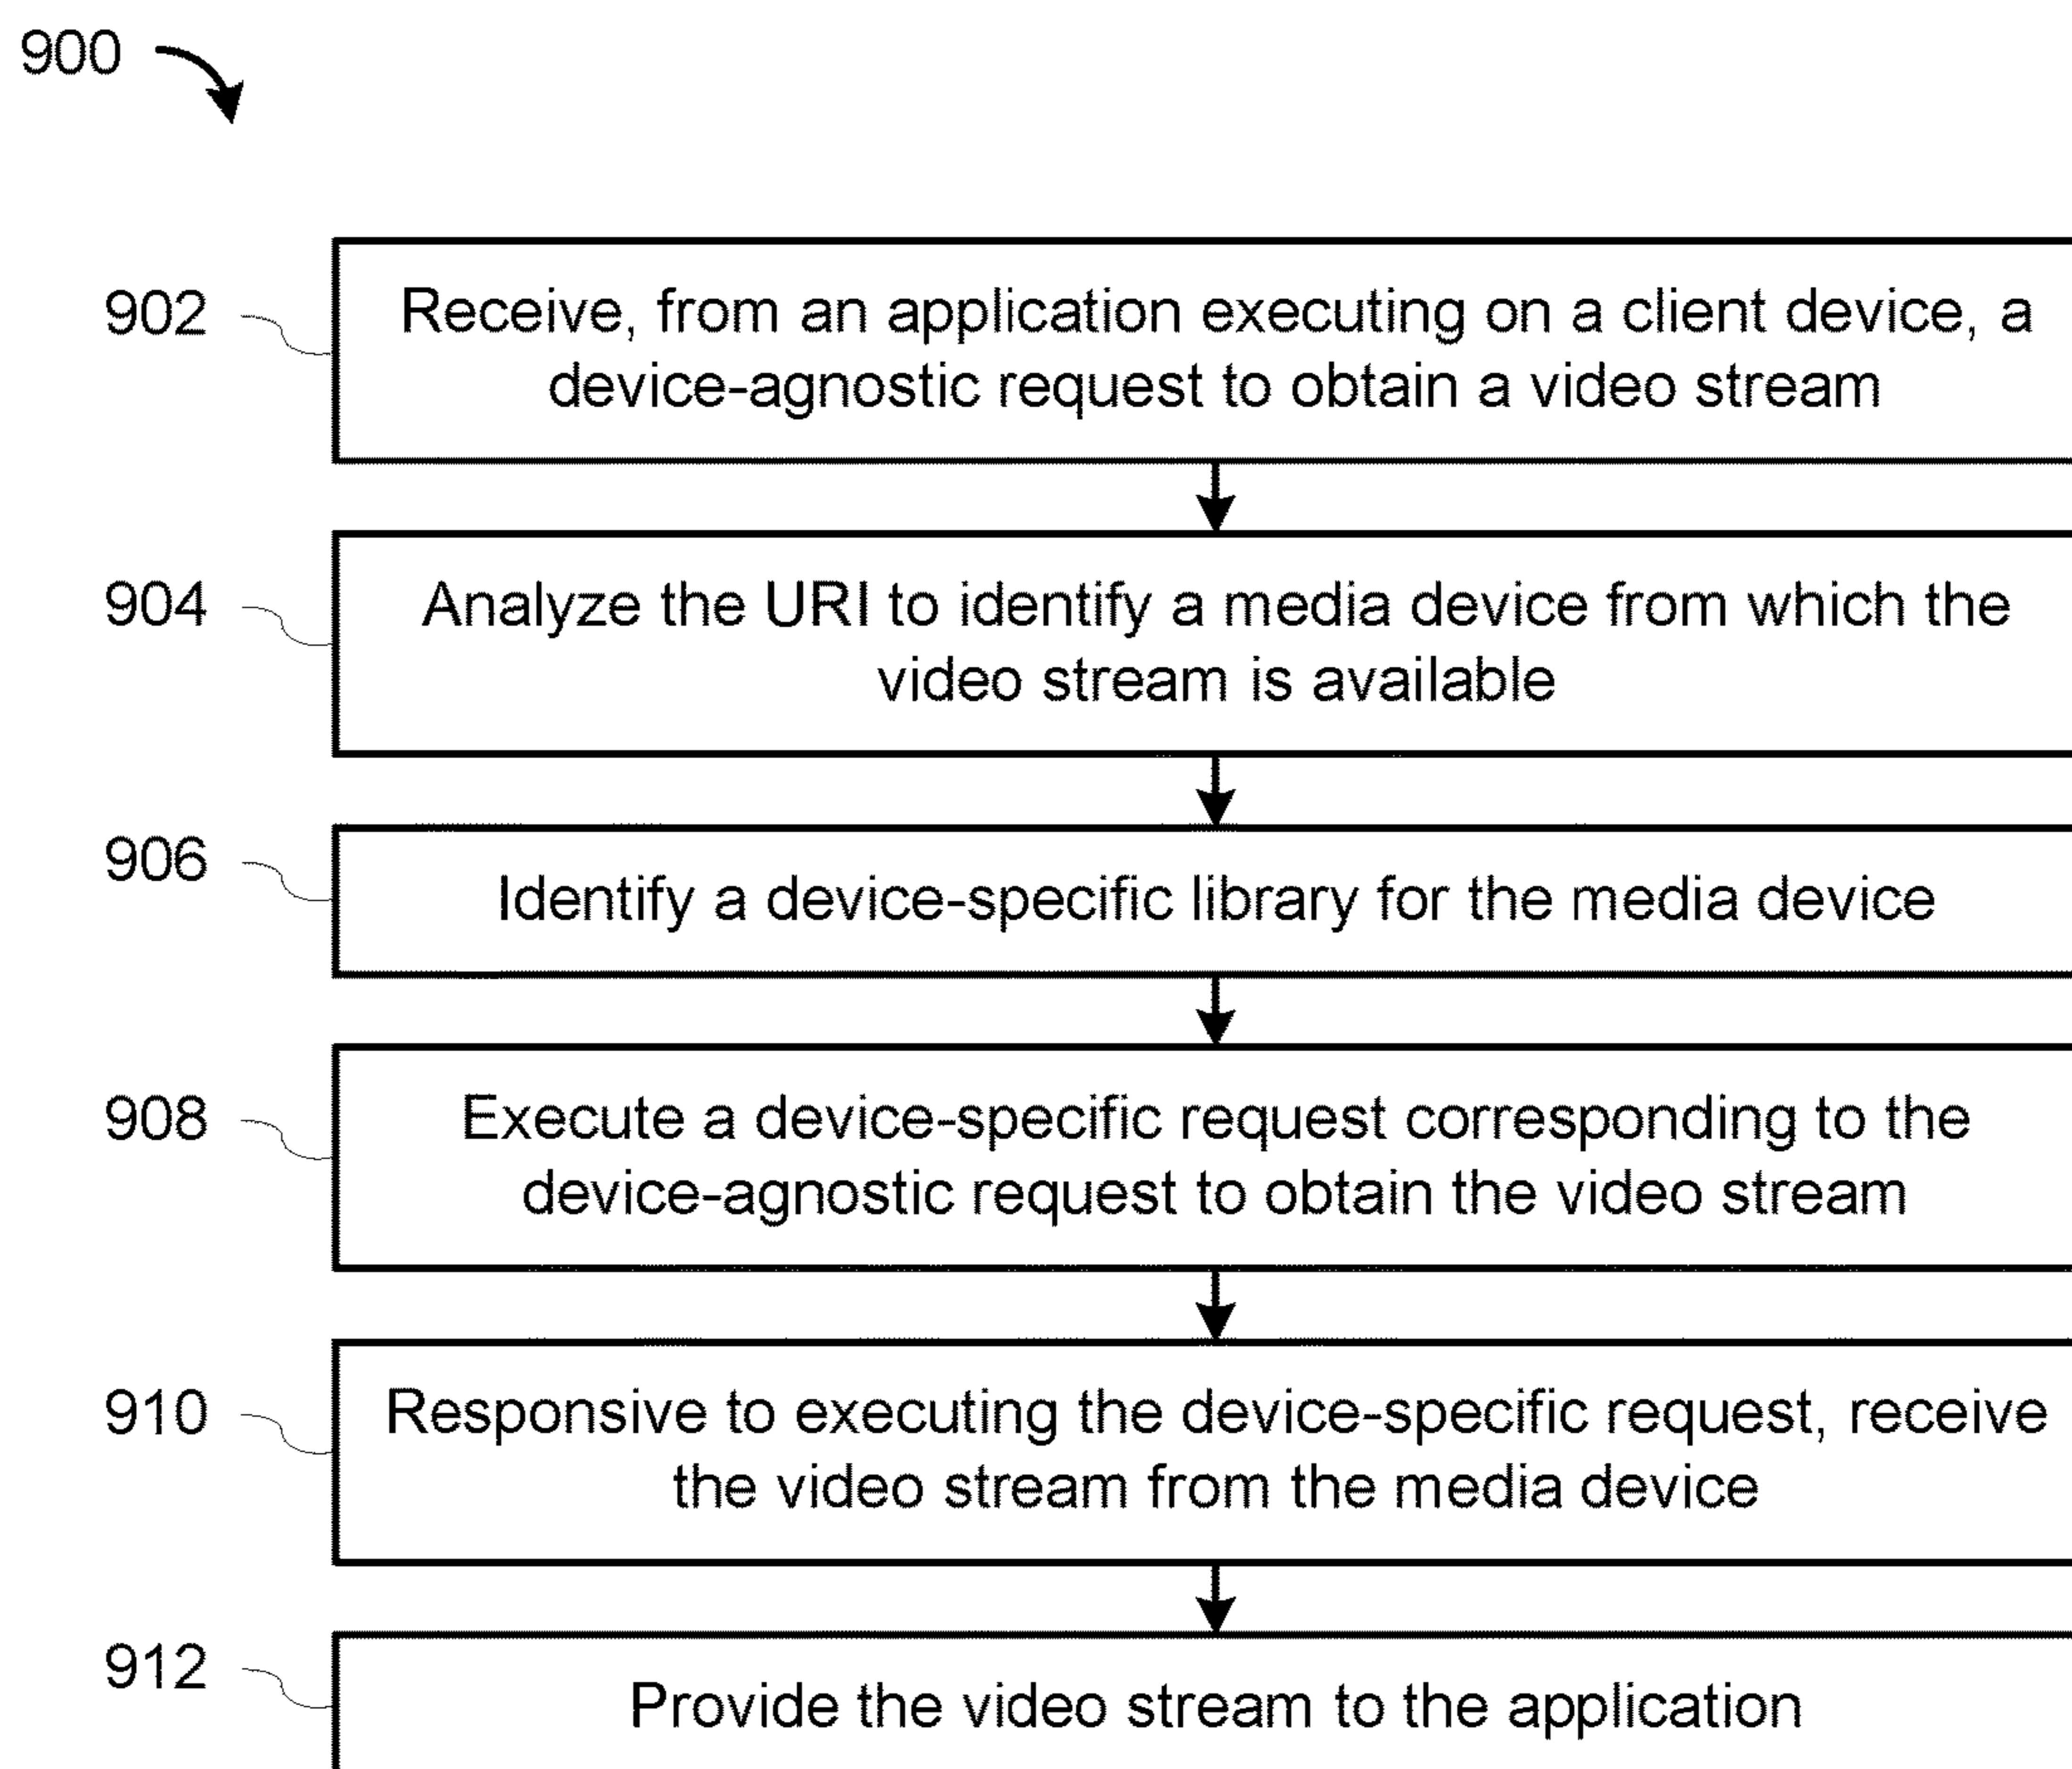 900
902
Receive, from an application executing on a client device, a
device-agnostic request to obtain a video stream
904
Analyze the URI to identify a media device from which the
video stream is available
906
Identify a device-specific library for the media device
908
Execute a device-specific request corresponding to the
device-agnostic request to obtain the video stream
910
Responsive to executing the device-specific request, receive
the video stream from the media device
912
Provide the video stream to the application